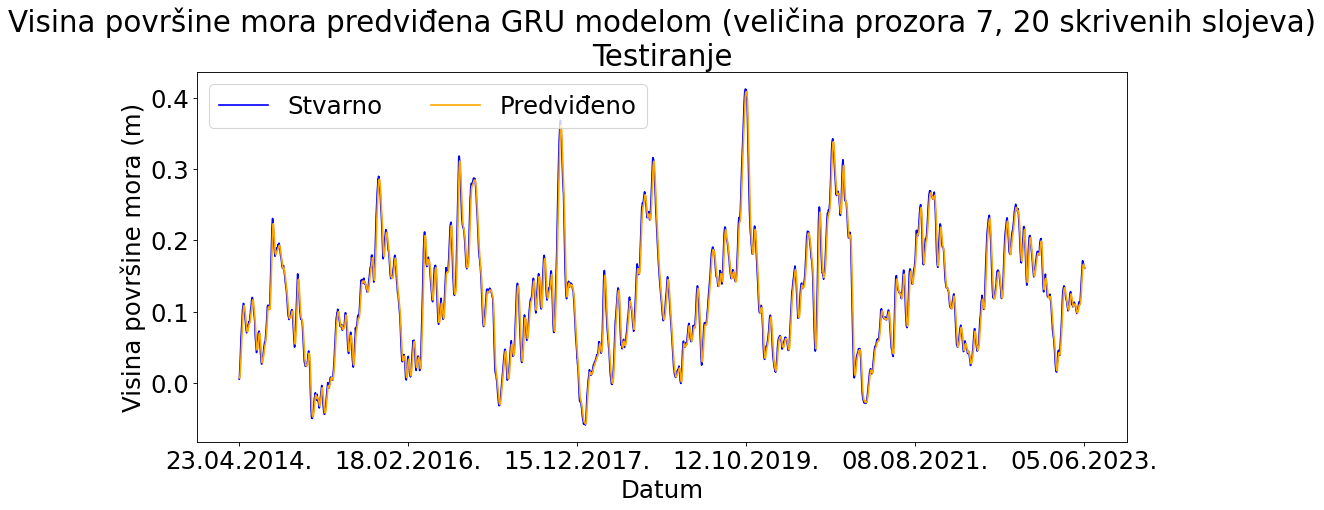 Visina površine mora predviđena GRU modelom (veličina prozora 7, 20 skrivenih slojeva)
Testiranje
Stvarno
Predviđeno
Visina površine mora (m)
0.4
0.3
0.2
0.1
0.0
23.04.2014.
18.02.2016.
15.12.2017.
12.10.2019.
08.08.2021.
05.06.2023.
Datum